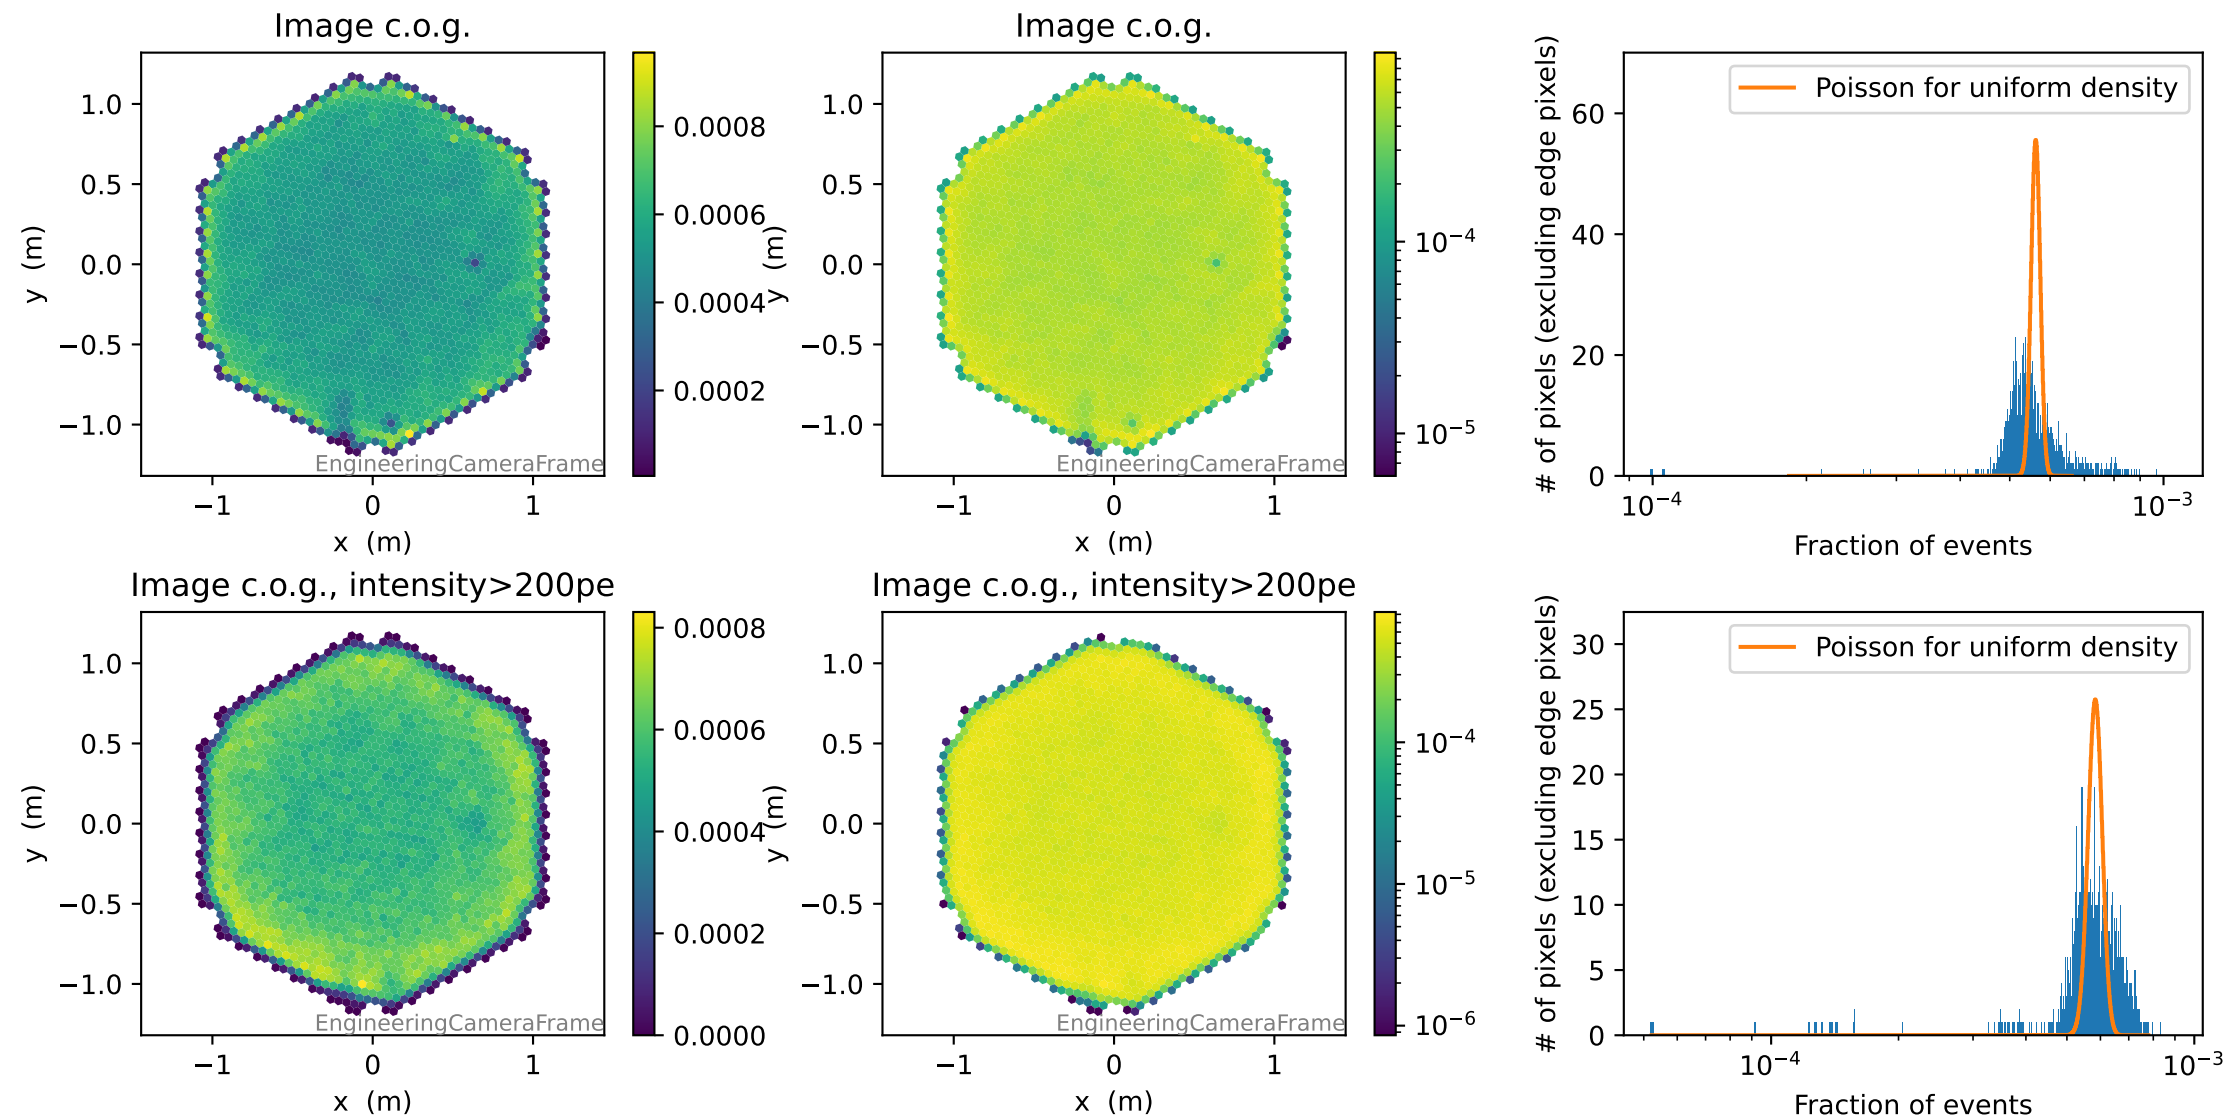 Image c.o.g.
y (m)
1.0
0.5
0.0
−0.5
−1.0
−1
0
1
x (m)
EngineeringCameraFrame
0.0008
0.0006
0.0004
0.0002
Image c.o.g.
y (m)
1.0
0.5
0.0
−0.5
−1.0
−1
0
1
x (m)
EngineeringCameraFrame
10−4
10−5
# of pixels (excluding edge pixels)
60
40
20
0
Poisson for uniform density
10−4
10−3
Fraction of events
Image c.o.g., intensity>200pe
y (m)
1.0
0.5
0.0
−0.5
−1.0
−1
0
1
x (m)
EngineeringCameraFrame
0.0008
0.0006
0.0004
0.0002
0.0000
Image c.o.g., intensity>200pe
y (m)
1.0
0.5
0.0
−0.5
−1.0
−1
0
1
x (m)
EngineeringCameraFrame
10−4
10−5
10−6
# of pixels (excluding edge pixels)
30
25
20
15
10
5
0
Poisson for uniform density
10−4
10−3
Fraction of events